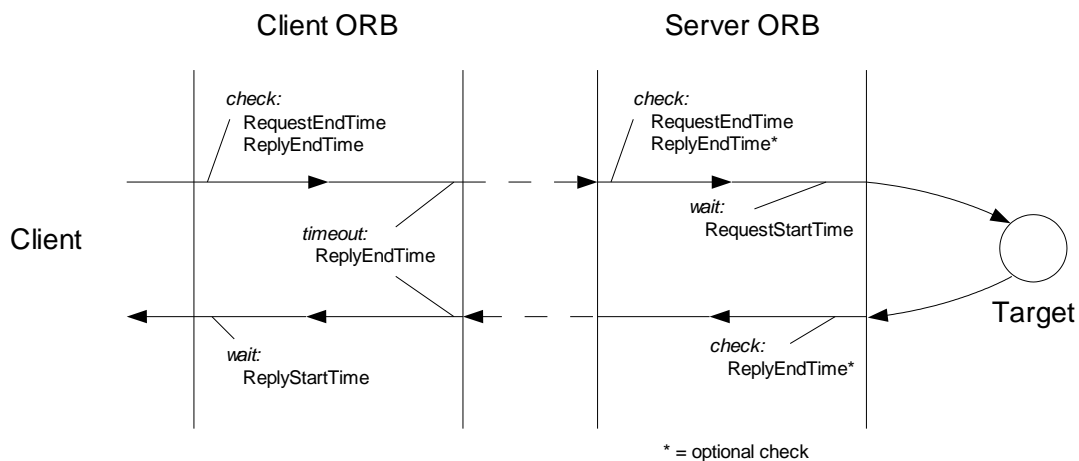 Client ORB
Server ORB
check:
RequestEndTime
ReplyEndTime
check:
RequestEndTime
ReplyEndTime*
wait:
RequestStartTime
Client
timeout:
ReplyEndTime
Target
wait:
ReplyStartTime
check:
ReplyEndTime*
* = optional check